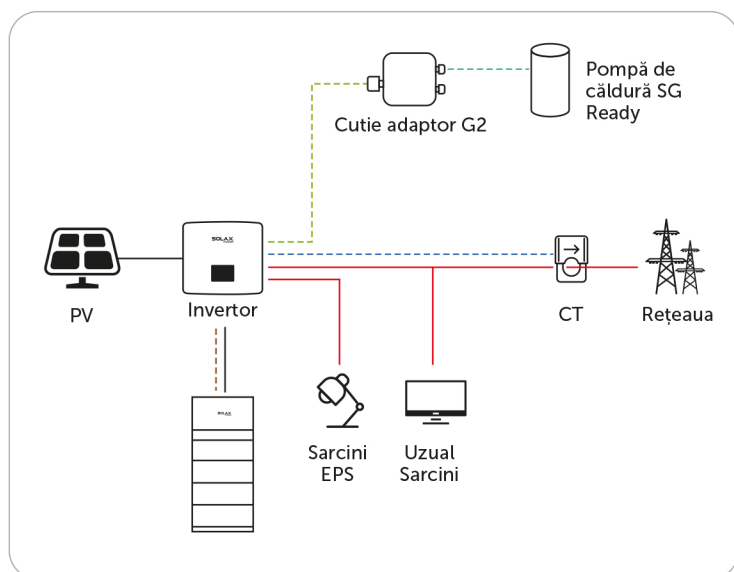 Pompă de
căldură SG
Ready
Cutie adaptor G2
SOLAX
PV
Invertor
CT
Rețeaua
SOLAX
Sarcini
EPS
Uzual
Sarcini